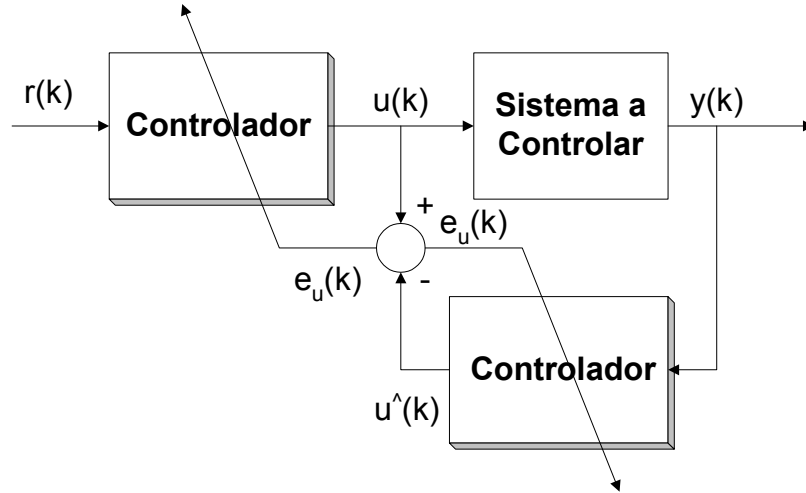 r(k)
Controlador
u(k)
Sistema a
Controlar
y(k)
+
e_u(k)
e_u(k)
-
Controlador
u^(k)